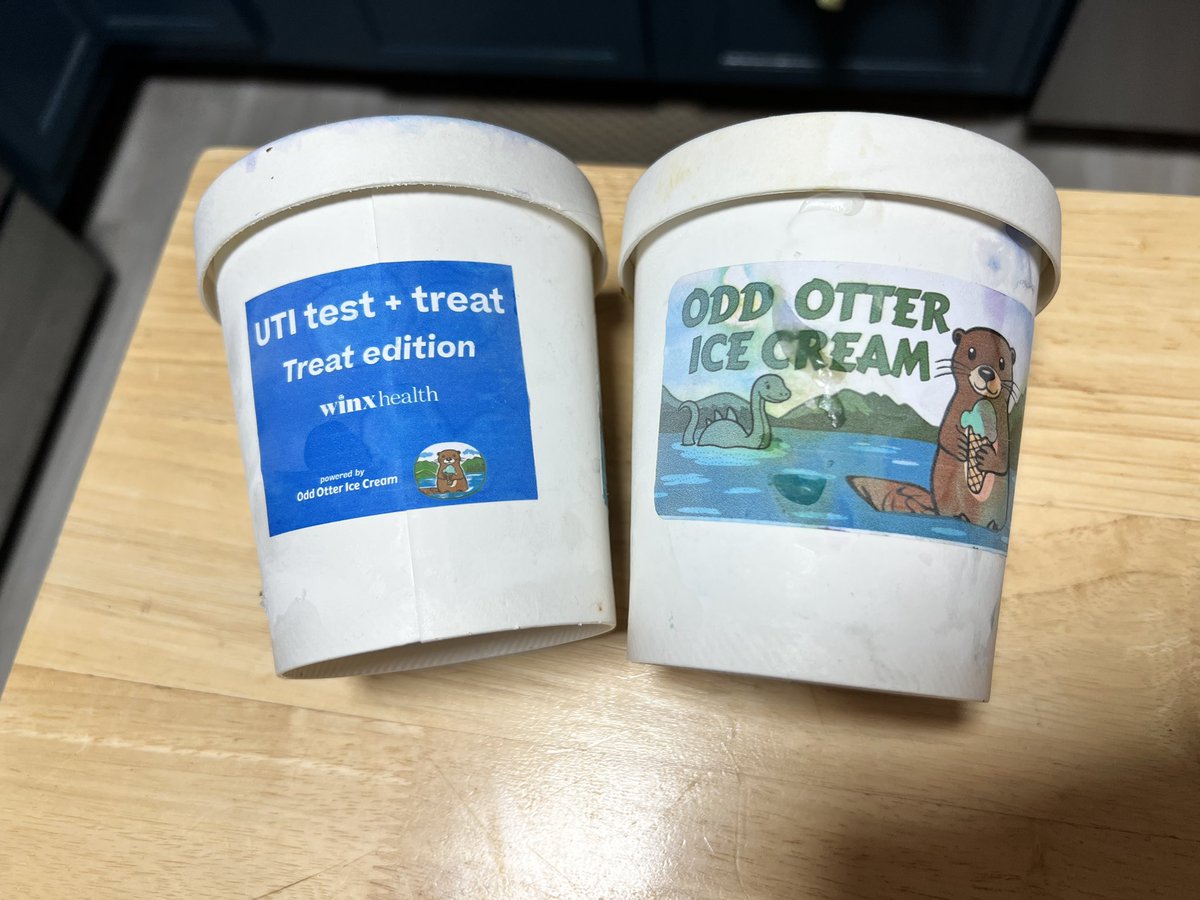 UTI test + treat
Treat edition
winxhealth
powered by
Odd Otter Ice Cream
ODD OTTER
ICE CREAM